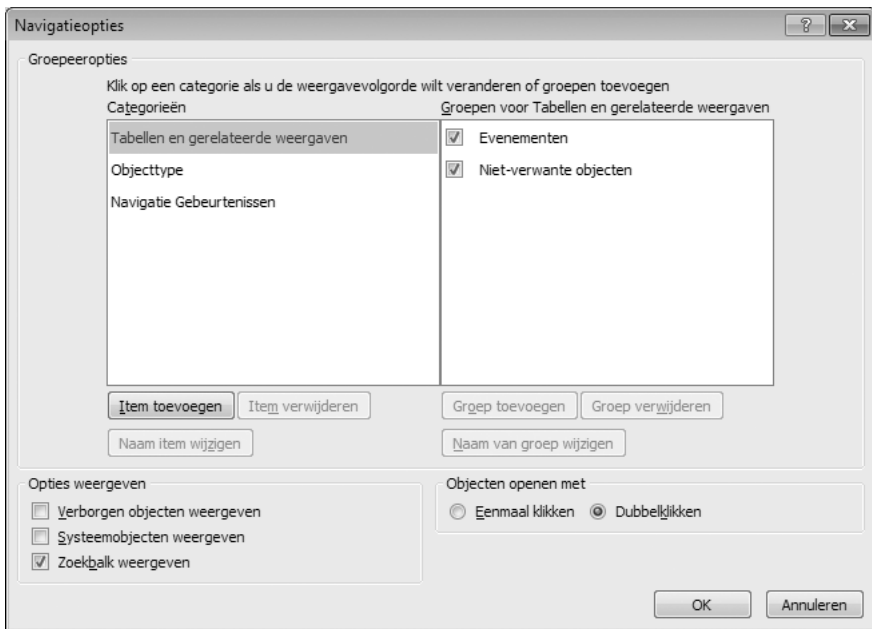 Navigatieopties
Groepeeropties
Klik op een categorie als u de weergavevolgorde wilt veranderen of groepen toevoegen
Categorieën
Groepen voor Tabellen en gerelateerde weergaven
Tabellen en gerelateerde weergaven
Objecttype
Navigatie Gebeurtenissen
Evenementen
Niet-verwante objecten
Item toevoegen
Item verwijderen
Groep toevoegen
Groep verwijderen
Naam item wijzigen
Naam van groep wijzigen
Opties weergeven
Verborgen objecten weergeven
Systeemobjecten weergeven
Zoekbalk weergeven
Objecten openen met
Eenmaal klikken
Dubbelklikken
OK
Annuleren